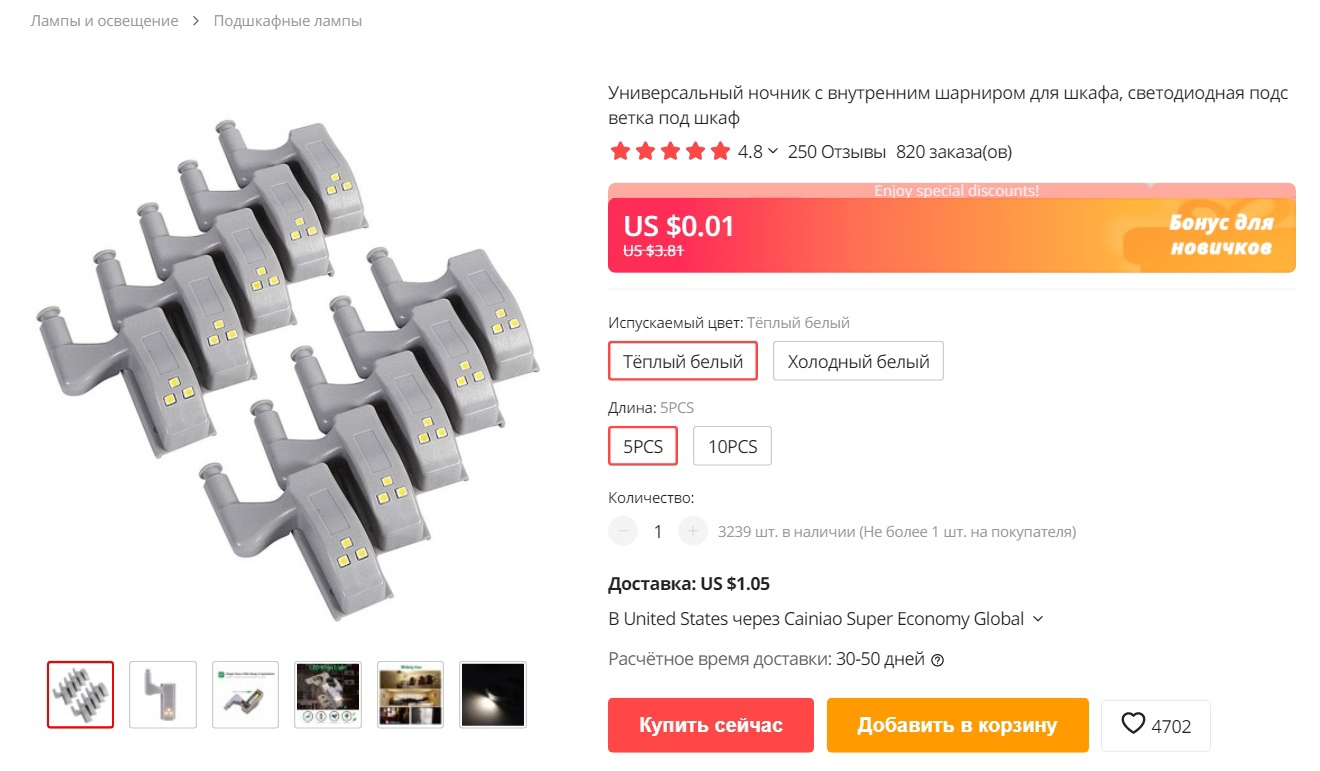 Лампы и освещение > Подшкафные лампы
Универсальный ночник с внутренним шарниром для шкафа, светодиодная подс
ветка под шкаф
4.8 250 Отзывы 820 заказа(ов)
Enjoy special discounts!
US $0.01
US $3.81
Бонус для
новичков
Испускаемый цвет: Тёплый белый
Тёплый белый Холодный белый
Длина: 5PCS
5PCS 10PCS
Количество:
− 1 + 3239 шт. в наличии (Не более 1 шт. на покупателя)
Доставка: US $1.05
В United States через Cainiao Super Economy Global
Расчётное время доставки: 30-50 дней
Купить сейчас Добавить в корзину 4702